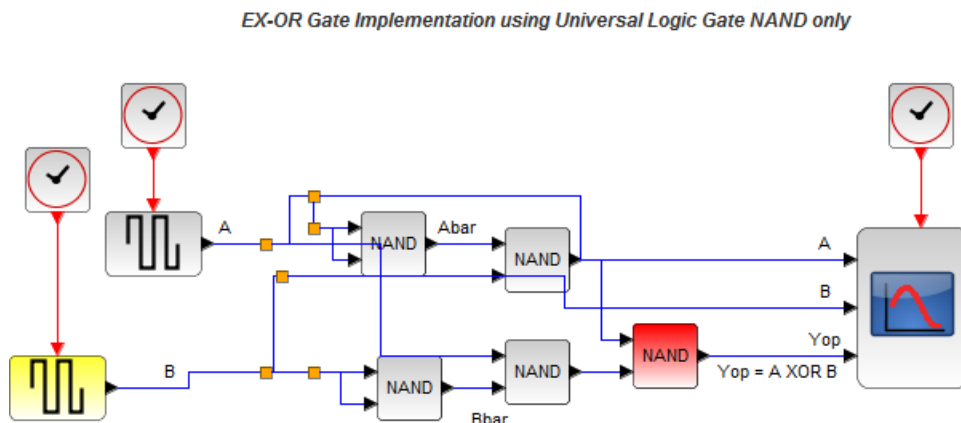 EX-OR Gate Implementation using Universal Logic Gate NAND only
A
NAND
Abar
NAND
A
B
B
NAND
NAND
NAND
Yop
Yop = A XOR B
Bbar